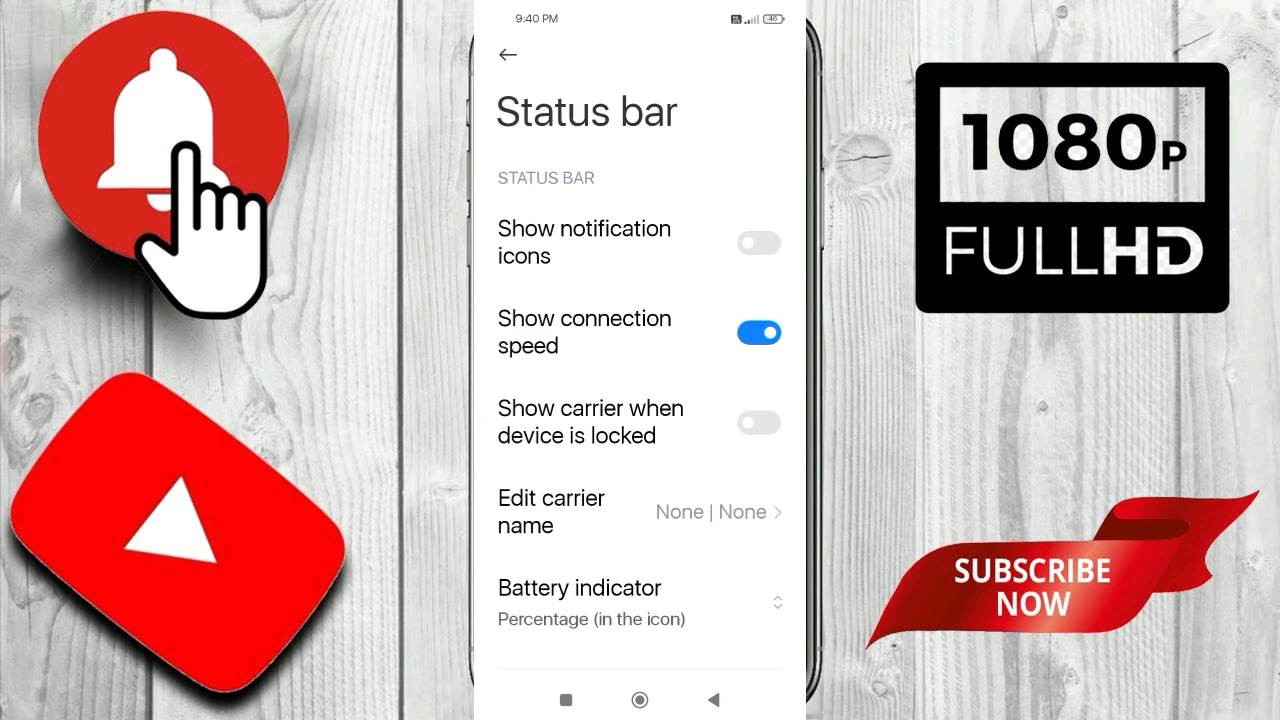 9:40 PM
46
Status bar
STATUS BAR
Show notification
icons
Show connection
speed
Show carrier when
device is locked
Edit carrier
name
None | None
Battery indicator
Percentage (in the icon)
1080P
FULLHD
SUBSCRIBE
NOW